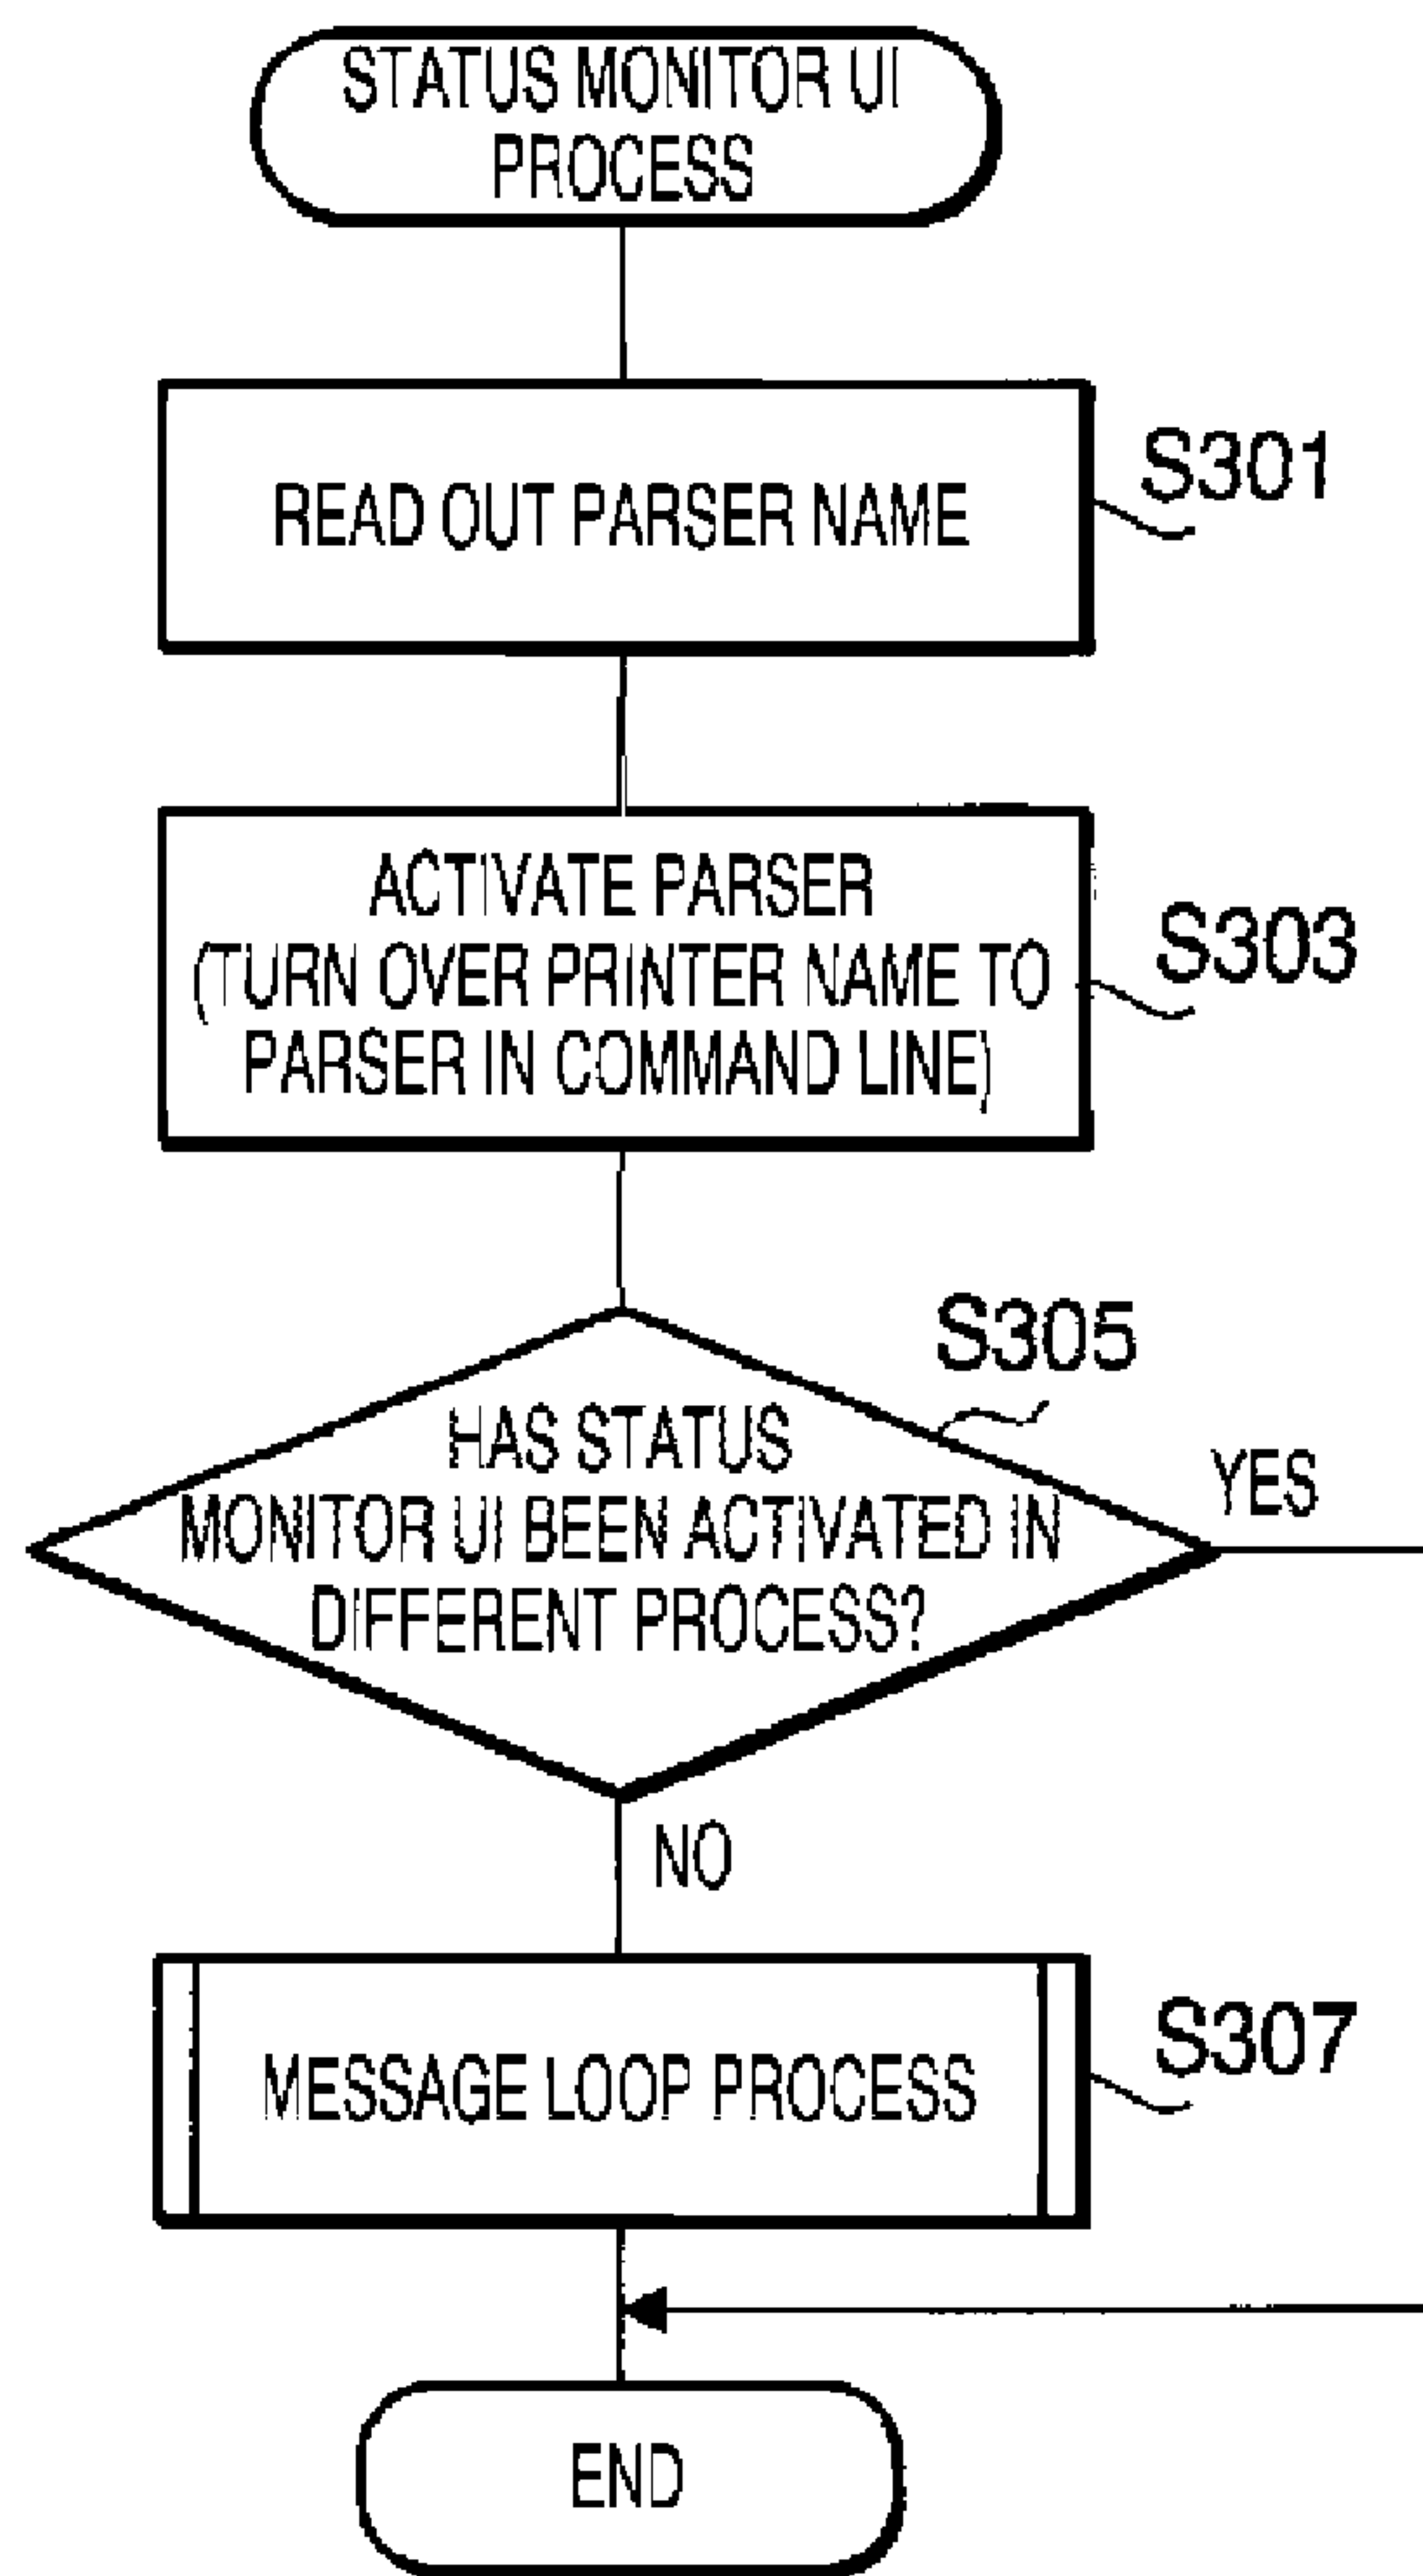 STATUS MONITOR UI
PROCESS
READ OUT PARSER NAME
S301
ACTIVATE PARSER
(TURN OVER PRINTER NAME TO
PARSER IN COMMAND LINE)
S303
S305
HAS STATUS
MONITOR UI BEEN ACTIVATED IN
DIFFERENT PROCESS?
YES
NO
MESSAGE LOOP PROCESS
S307
END